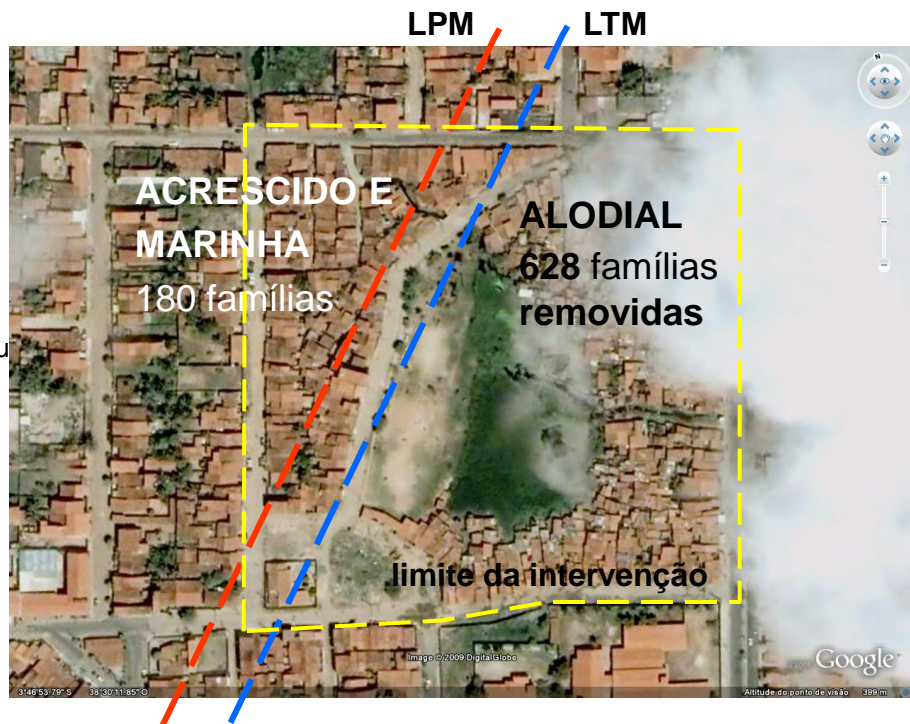 LPM LTM
N
ACRESCIDO E
MARINHA
180 famílias
ALODIAL
628 famílias
removidas
u
limite da intervenção
Image © 2009 DigitalGlobe
Google
3°46'53.79" S 38°30'11.85" O
Altitude do ponto de visão 399 m